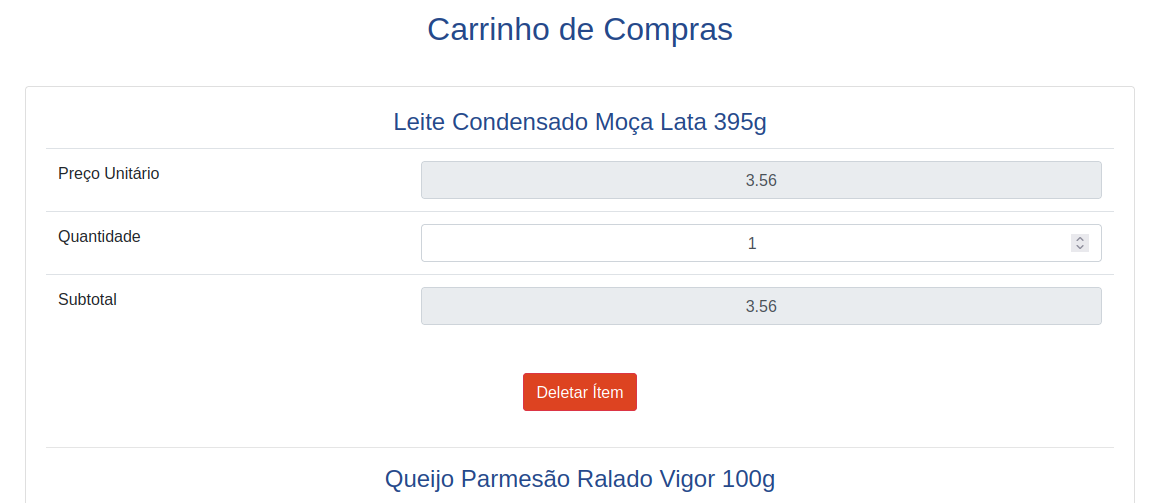 Carrinho de Compras
Leite Condensado Moça Lata 395g
Preço Unitário
3.56
Quantidade
1
Subtotal
3.56
Deletar Ítem
Queijo Parmesão Ralado Vigor 100g